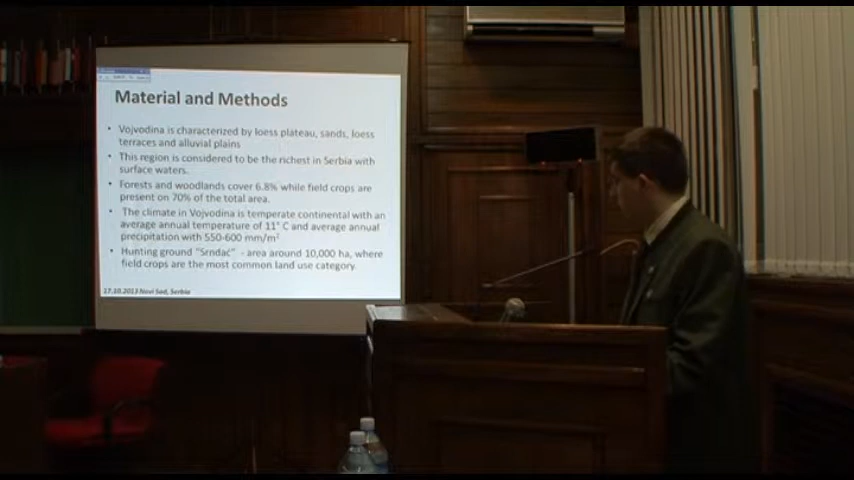 Material and Methods
• Vojvodina is characterized by loess plateau, sands, loess
terraces and alluvial plains
• This region is considered to be the richest in Serbia with
surface waters.
• Forests and woodlands cover 6.8% while field crops are
present on 70% of the total area.
• The climate in Vojvodina is temperate continental with an
average annual temperature of 11° C and average annual
precipitation with 550-600 mm/m²
• Hunting ground "Srndać" - area around 10,000 ha, where
field crops are the most common land use category.
17.10.2013 Novi Sad, Serbia